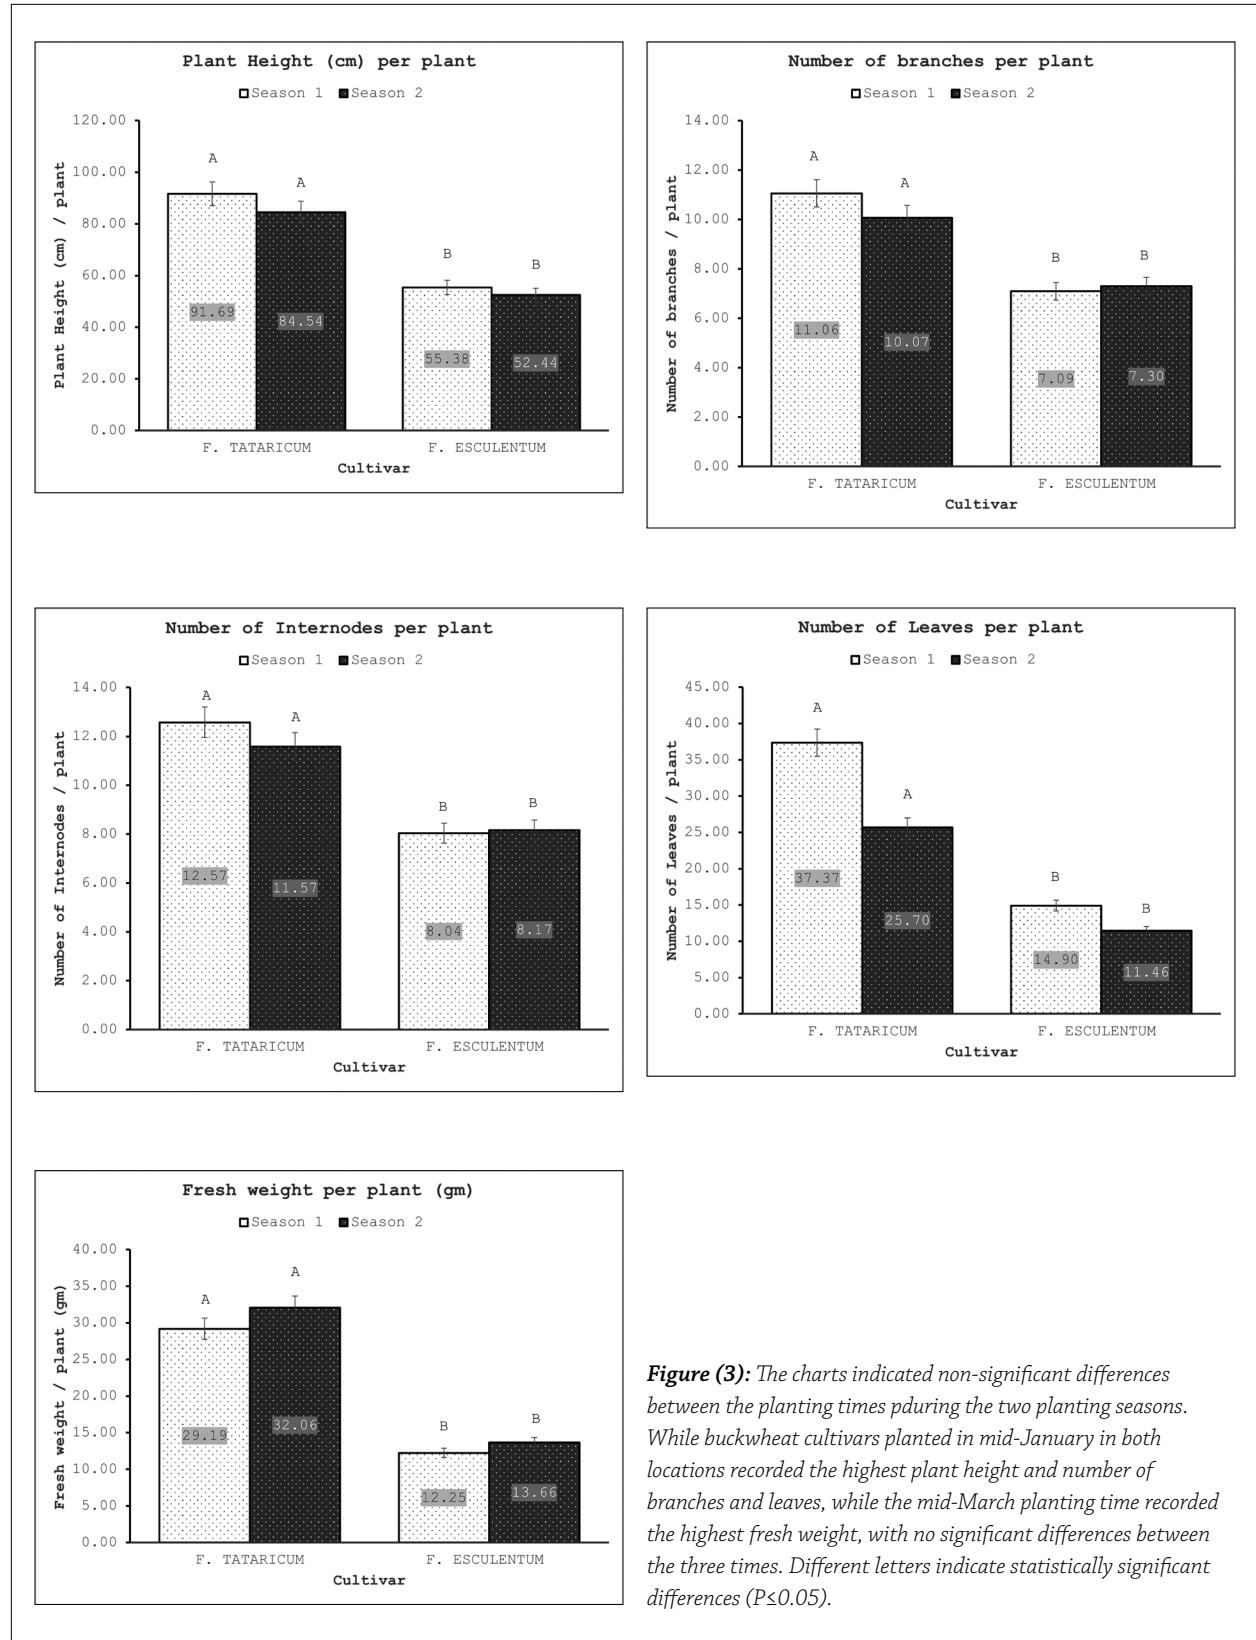 Plant Height (cm) per plant
Season 1 Season 2
Plant Height (cm) / plant
120.00
100.00
80.00
60.00
40.00
20.00
0.00
A
A
B
B
91.69
84.54
55.38
52.44
F. TATARICUM
F. ESCULENTUM
Cultivar
Number of branches per plant
Season 1 Season 2
Number of branches / plant
14.00
12.00
10.00
8.00
6.00
4.00
2.00
0.00
A
A
B
B
11.06
10.07
7.09
7.30
F. TATARICUM
F. ESCULENTUM
Cultivar
Number of Internodes per plant
Season 1 Season 2
Number of Internodes / plant
14.00
12.00
10.00
8.00
6.00
4.00
2.00
0.00
A
A
B
B
12.57
11.57
8.04
8.17
F. TATARICUM
F. ESCULENTUM
Cultivar
Number of Leaves per plant
Season 1 Season 2
Number of Leaves / plant
45.00
40.00
35.00
30.00
25.00
20.00
15.00
10.00
5.00
0.00
A
A
B
B
37.37
25.70
14.90
11.46
F. TATARICUM
F. ESCULENTUM
Cultivar
Fresh weight per plant (gm)
Season 1 Season 2
Fresh weight / plant (gm)
40.00
35.00
30.00
25.00
20.00
15.00
10.00
5.00
0.00
A
A
B
B
29.19
32.06
12.25
13.66
F. TATARICUM
F. ESCULENTUM
Cultivar
Figure (3): The charts indicated non-significant differences
between the planting times pduring the two planting seasons.
While buckwheat cultivars planted in mid-January in both
locations recorded the highest plant height and number of
branches and leaves, while the mid-March planting time recorded
the highest fresh weight, with no significant differences between
the three times. Different letters indicate statistically significant
differences (P≤0.05).